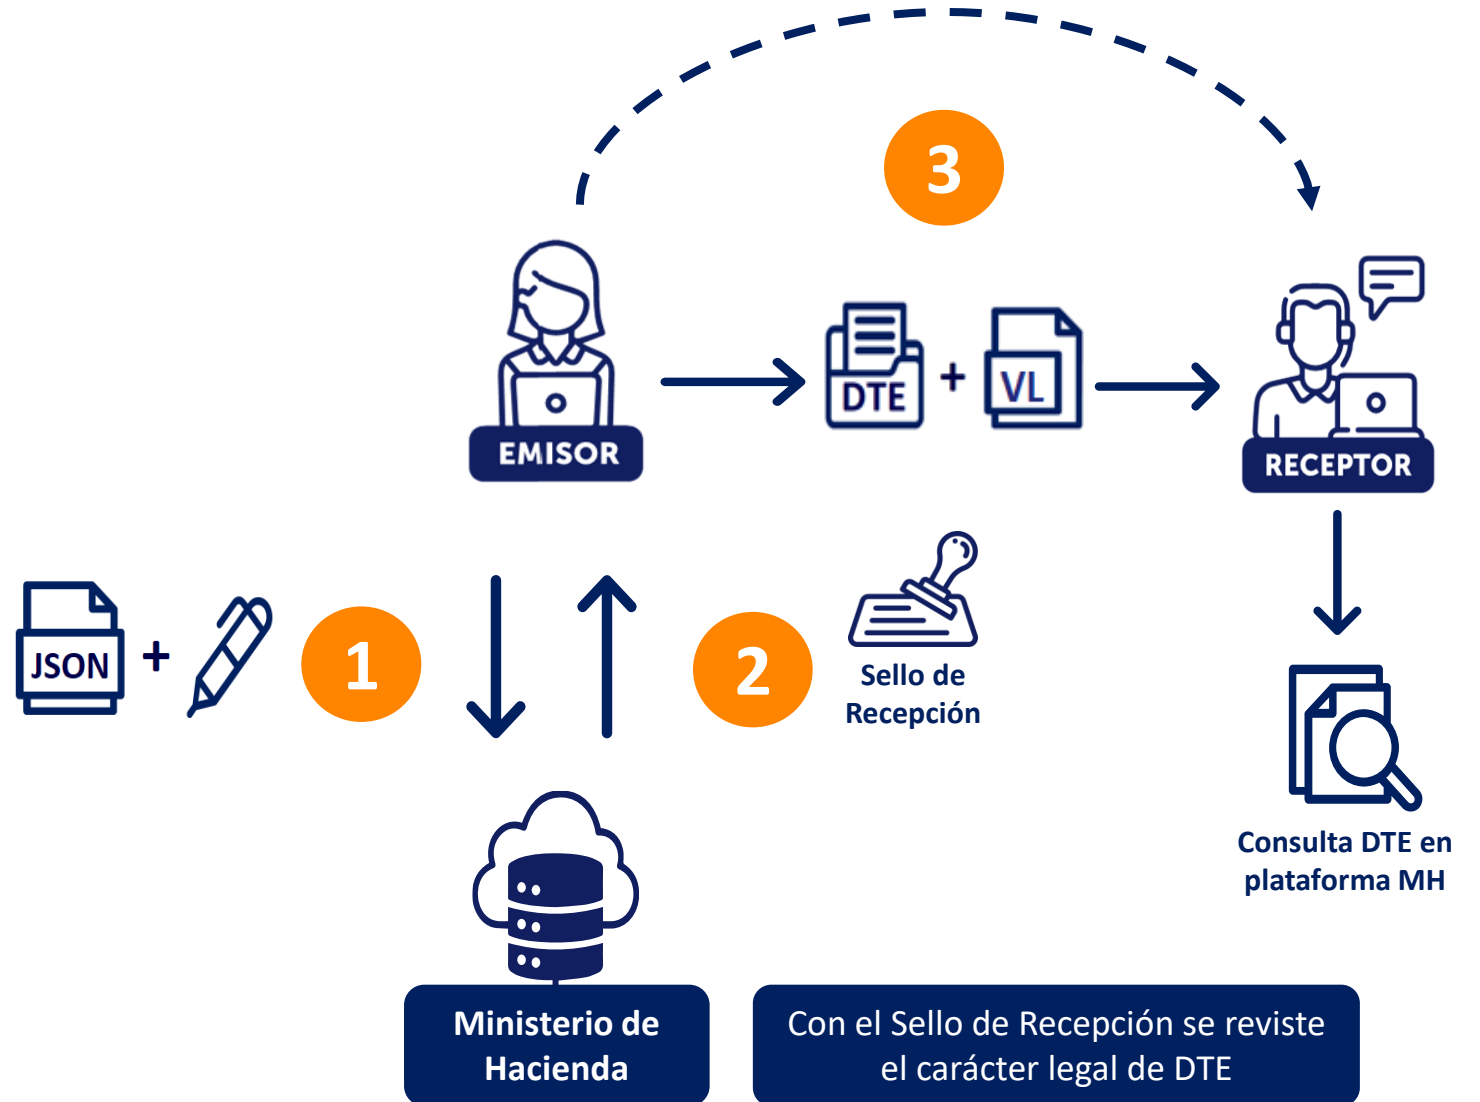 3
EMISOR
DTE
+
VL
RECEPTOR
JSON
+
1
2
Sello de
Recepción
Consulta DTE en
plataforma MH
Ministerio de
Hacienda
Con el Sello de Recepción se reviste
el carácter legal de DTE